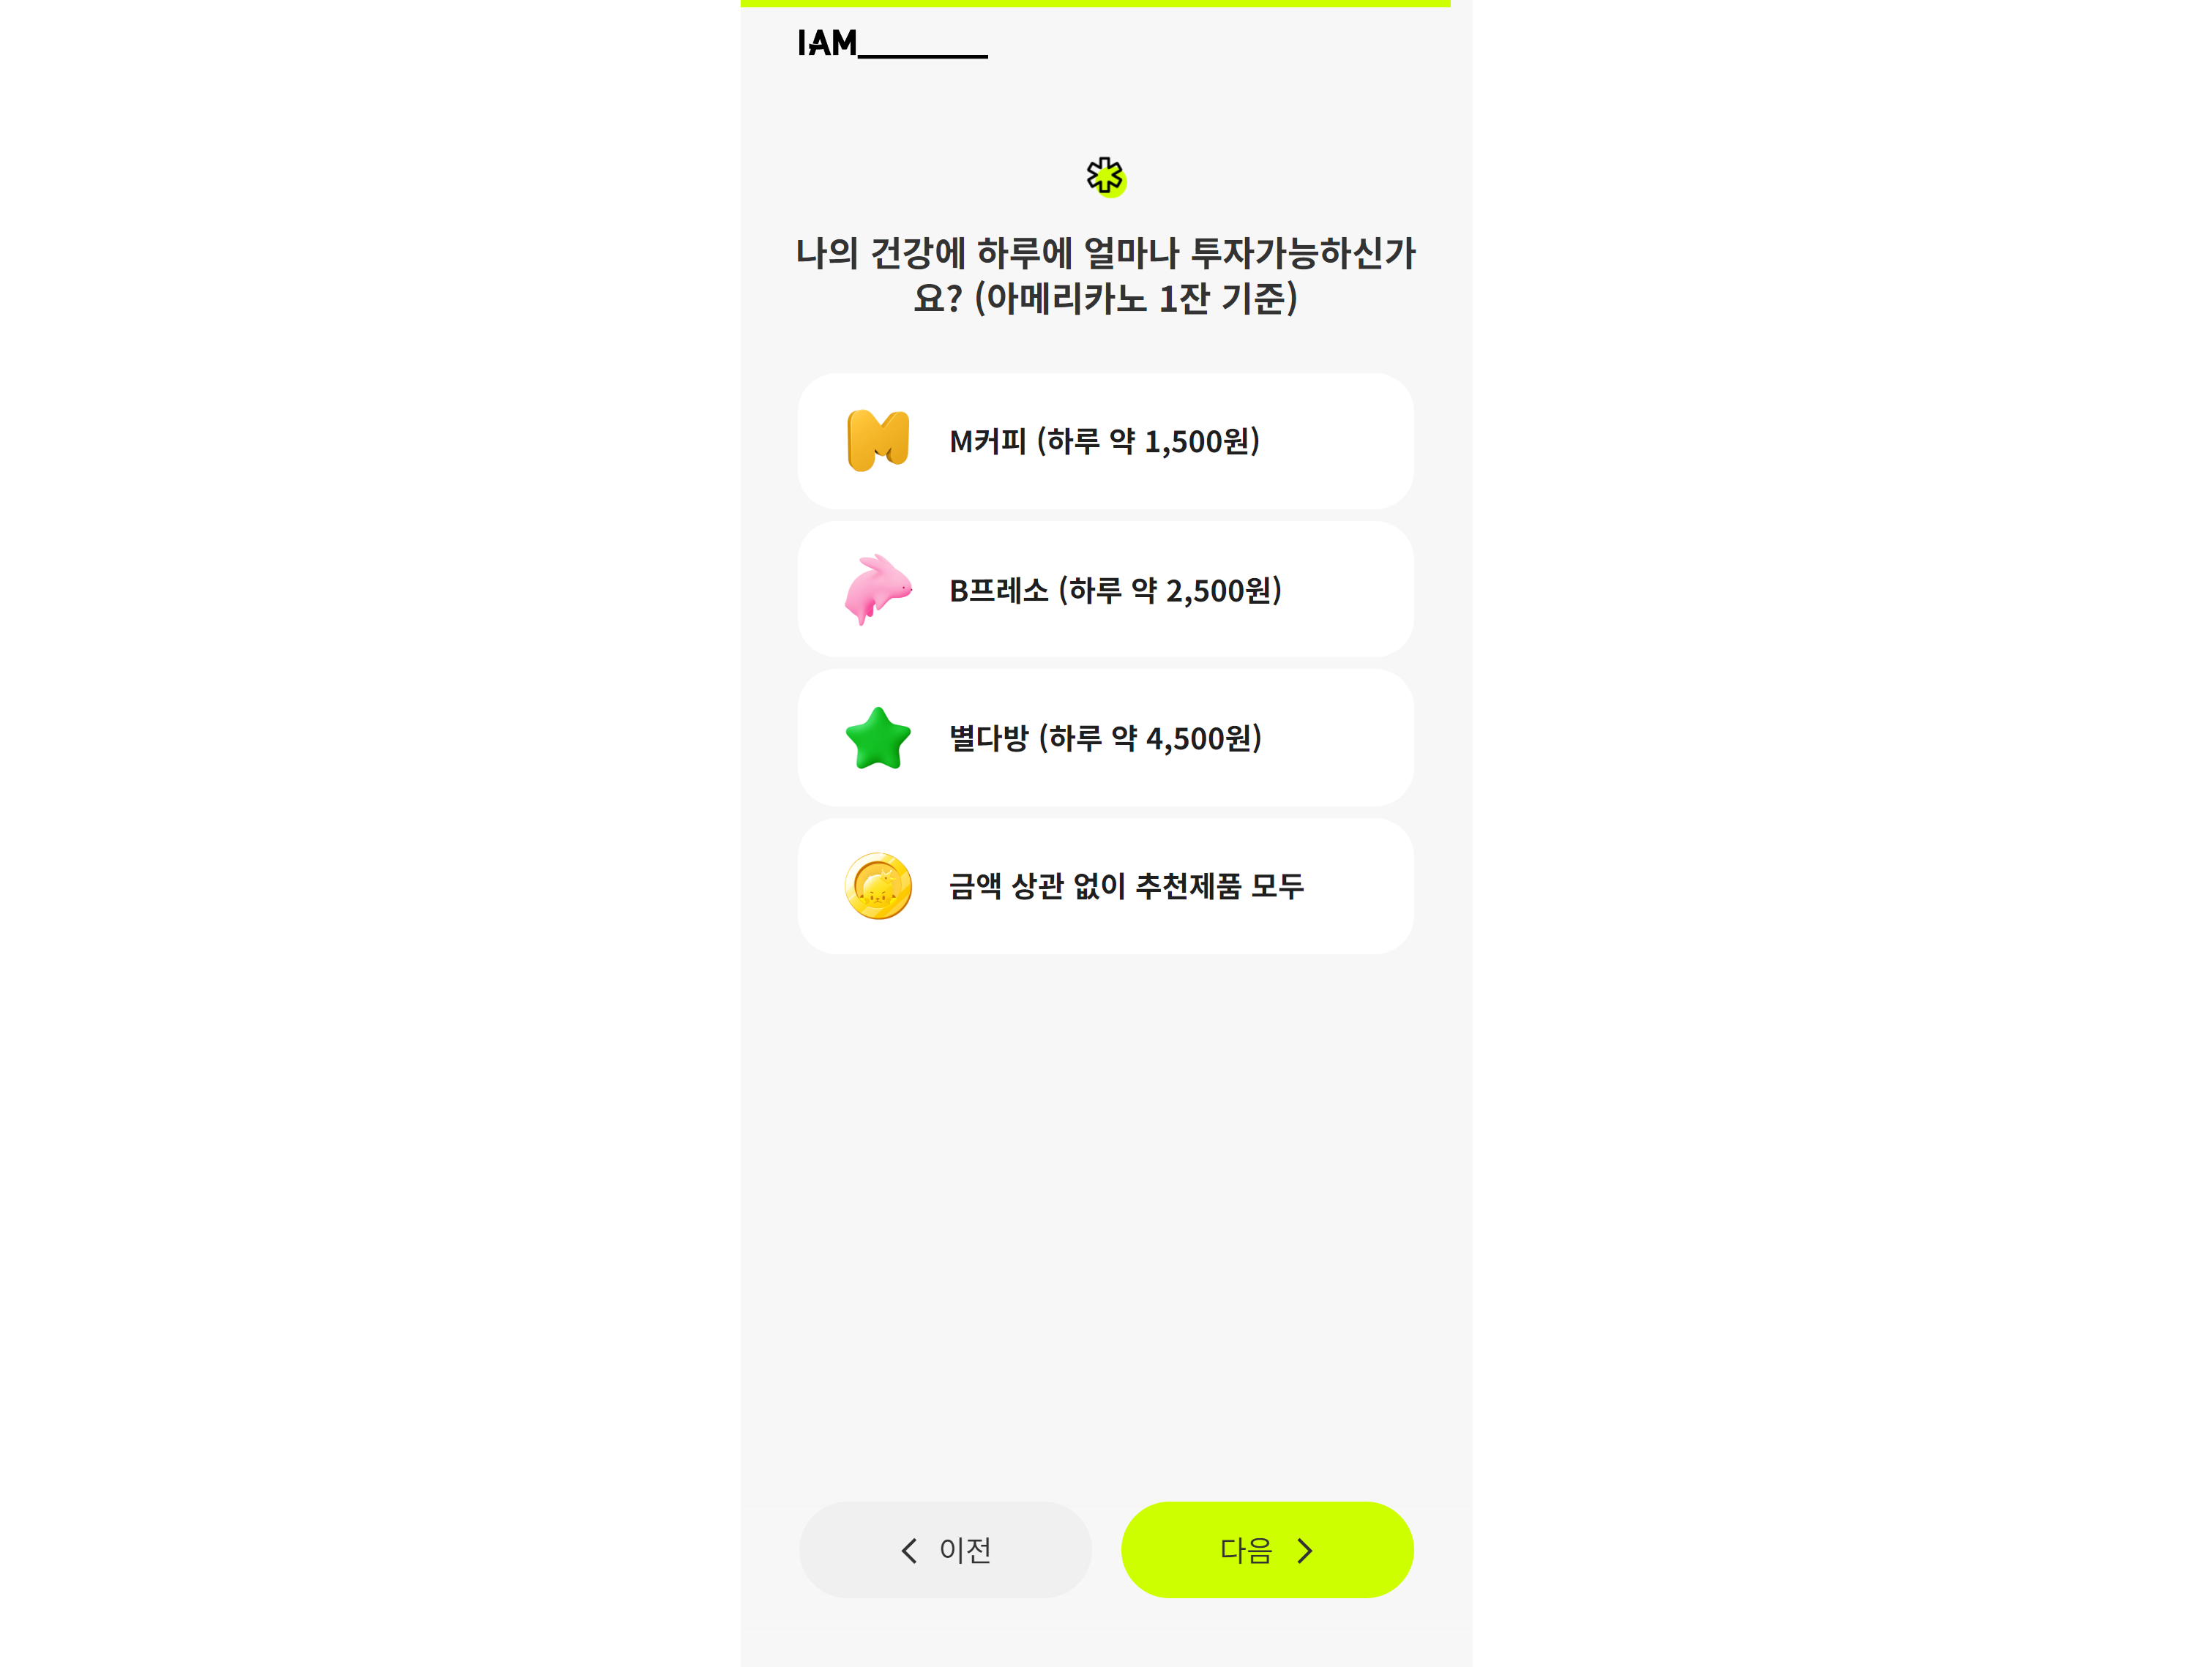 IAM
나의 건강에 하루에 얼마나 투자가능하신가
요? (아메리카노 1잔 기준)
M커피 (하루 약 1,500원)
B프레소 (하루 약 2,500원)
별다방 (하루 약 4,500원)
금액 상관 없이 추천제품 모두
이전
다음